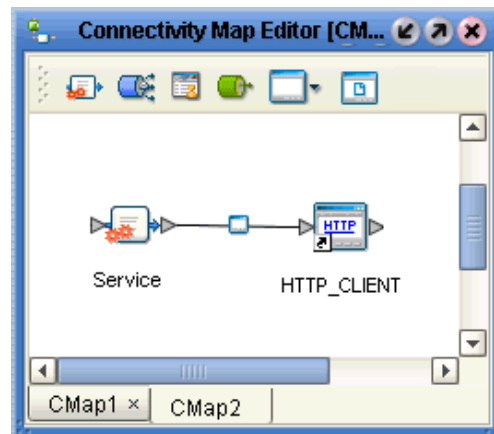 Connectivity Map Editor [CM...
HTTP
Service
HTTP_CLIENT
CMap1 ×
CMap2